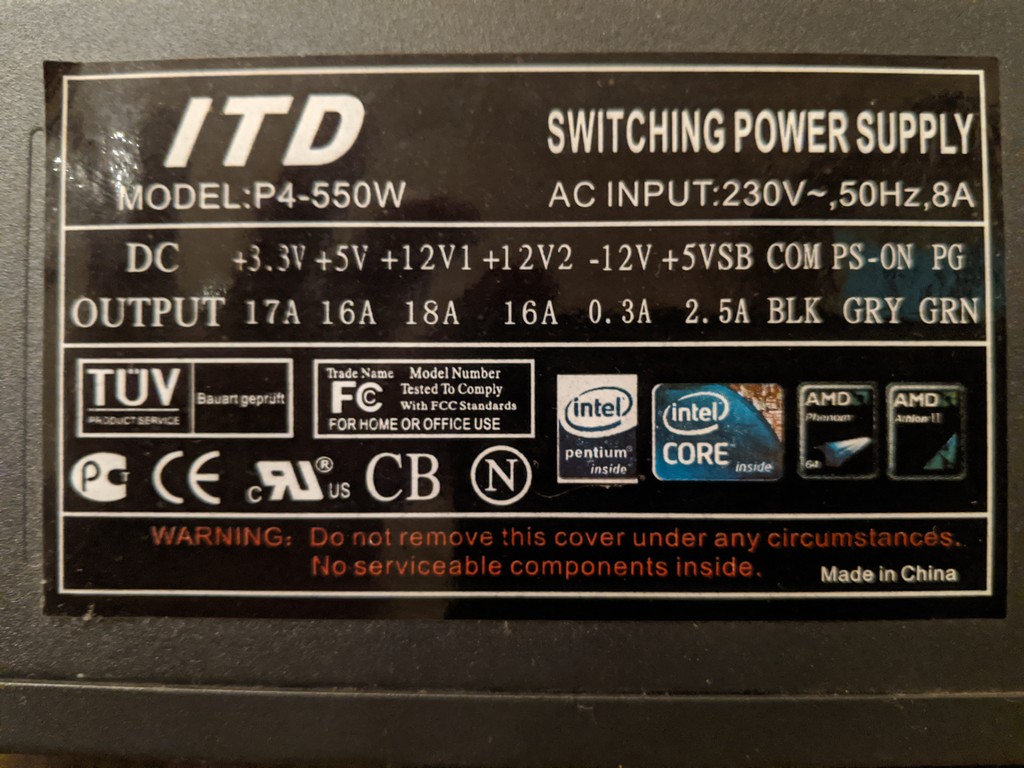 ITD
SWITCHING POWER SUPPLY
MODEL:P4-550W
AC INPUT:230V~,50Hz,8A
DC +3.3V +5V +12V1 +12V2 -12V +5VSB COM PS-ON PG
OUTPUT 17A 16A 18A 16A 0.3A 2.5A BLK GRY GRN
TÜV
PRODUCT SERVICE
Bauart geprüft
Trade Name Model Number
FC Tested To Comply
With FCC Standards
FOR HOME OR OFFICE USE
intel
pentium
inside
intel
CORE
inside
AMD
Phenom
64
AMD
Athlon II
PCT CE c RU ® US CB N
WARNING: Do not remove this cover under any circumstances.
No serviceable components inside.
Made in China